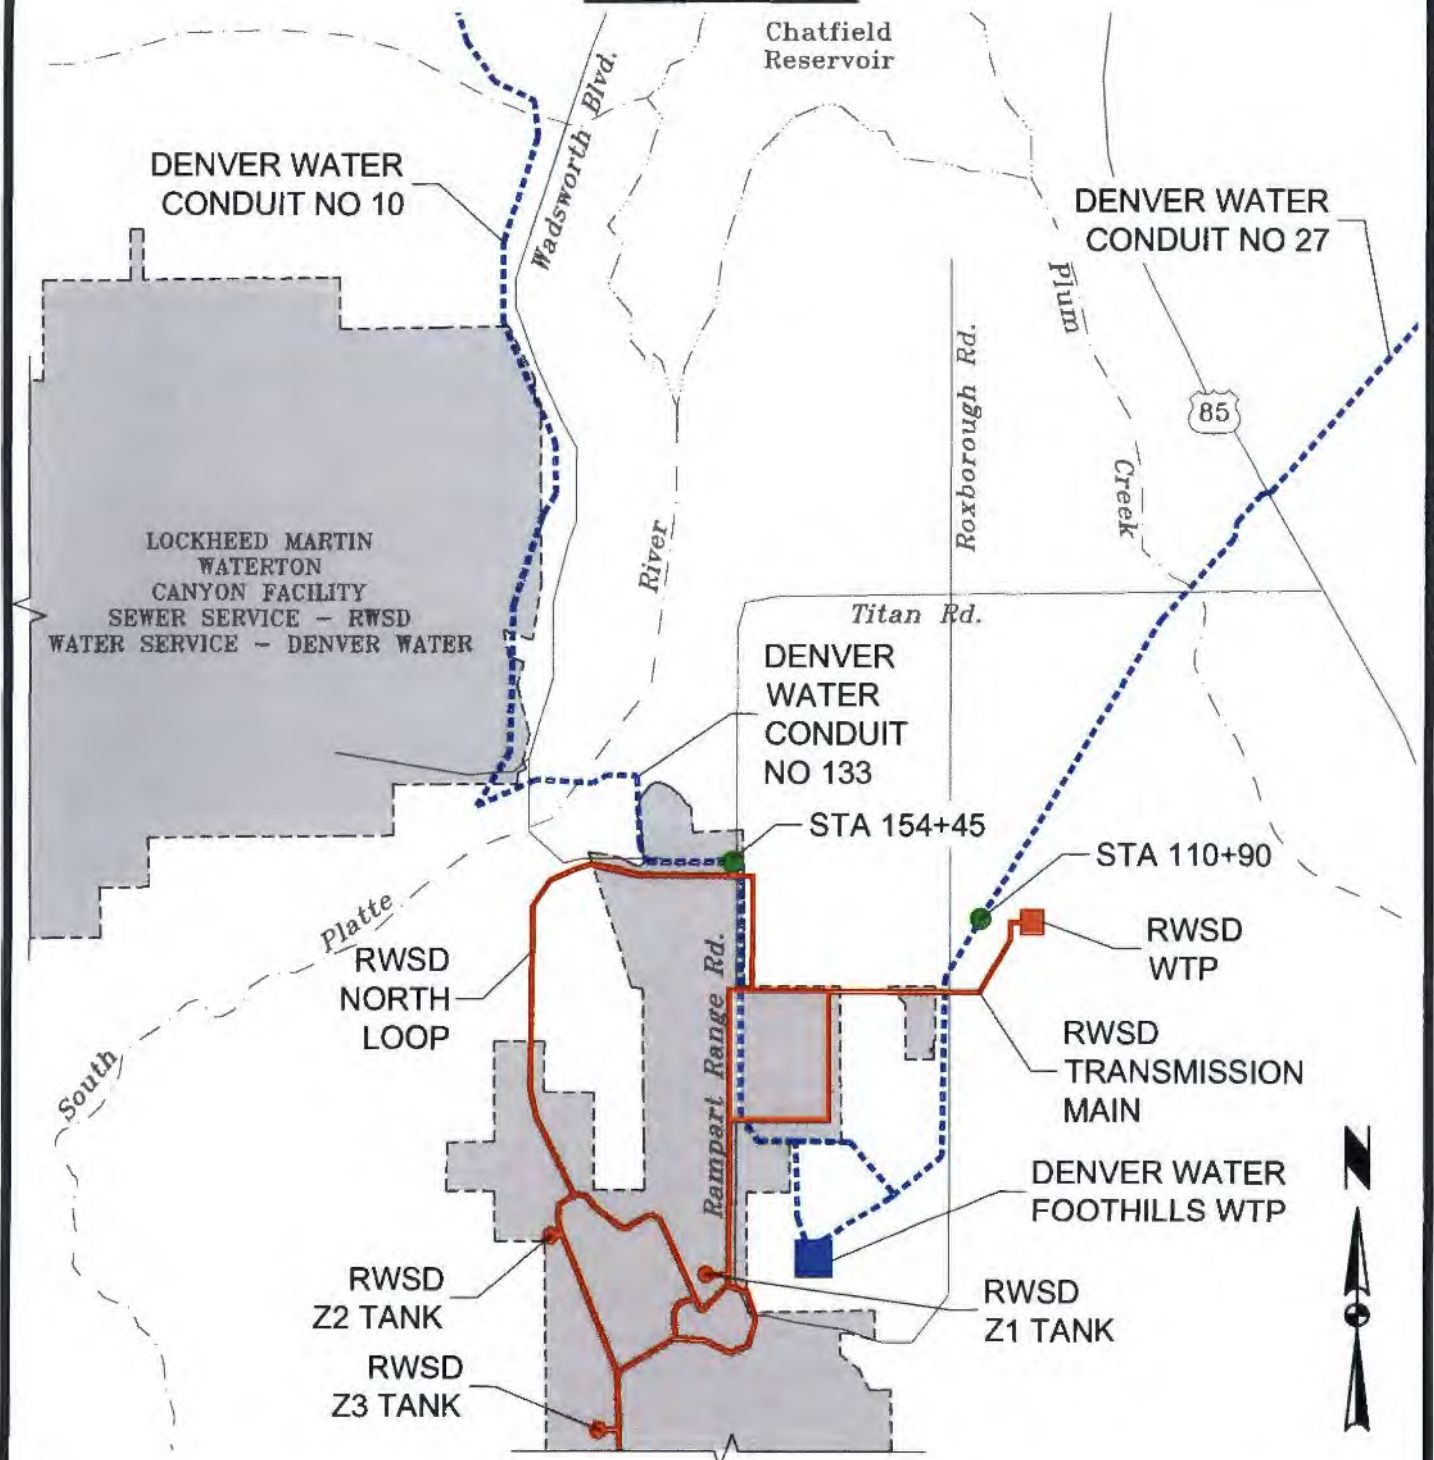 Chatfield
Reservoir
Wadsworth Blvd.
DENVER WATER
CONDUIT NO 10
DENVER WATER
CONDUIT NO 27
Plum
Creek
85
Roxborough Rd.
LOCKHEED MARTIN
WATERTON
CANYON FACILITY
SEWER SERVICE - RWSD
WATER SERVICE - DENVER WATER
River
Titan Rd.
DENVER
WATER
CONDUIT
NO 133
STA 154+45
STA 110+90
RWSD
WTP
Platte
South
RWSD
NORTH
LOOP
Rampart Range Rd.
RWSD
TRANSMISSION
MAIN
DENVER WATER
FOOTHILLS WTP
N
RWSD
Z2 TANK
RWSD
Z1 TANK
RWSD
Z3 TANK